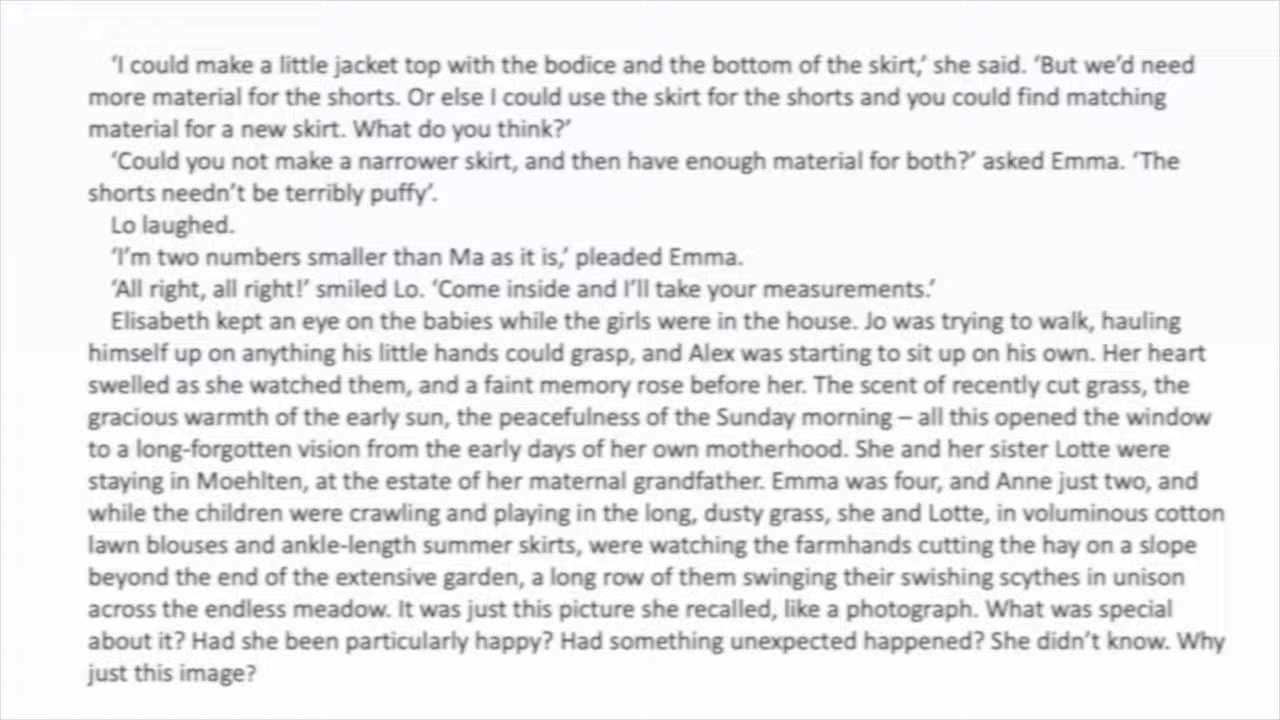 ‘I could make a little jacket top with the bodice and the bottom of the skirt,’ she said. ‘But we’d need
more material for the shorts. Or else I could use the skirt for the shorts and you could find matching
material for a new skirt. What do you think?’
‘Could you not make a narrower skirt, and then have enough material for both?’ asked Emma. ‘The
shorts needn’t be terribly puffy’.
Lo laughed.
‘I’m two numbers smaller than Ma as it is,’ pleaded Emma.
‘All right, all right!’ smiled Lo. ‘Come inside and I’ll take your measurements.’
Elisabeth kept an eye on the babies while the girls were in the house. Jo was trying to walk, hauling
himself up on anything his little hands could grasp, and Alex was starting to sit up on his own. Her heart
swelled as she watched them, and a faint memory rose before her. The scent of recently cut grass, the
gracious warmth of the early sun, the peacefulness of the Sunday morning – all this opened the window
to a long-forgotten vision from the early days of her own motherhood. She and her sister Lotte were
staying in Moehlten, at the estate of her maternal grandfather. Emma was four, and Anne just two, and
while the children were crawling and playing in the long, dusty grass, she and Lotte, in voluminous cotton
lawn blouses and ankle-length summer skirts, were watching the farmhands cutting the hay on a slope
beyond the end of the extensive garden, a long row of them swinging their swishing scythes in unison
across the endless meadow. It was just this picture she recalled, like a photograph. What was special
about it? Had she been particularly happy? Had something unexpected happened? She didn’t know. Why
just this image?